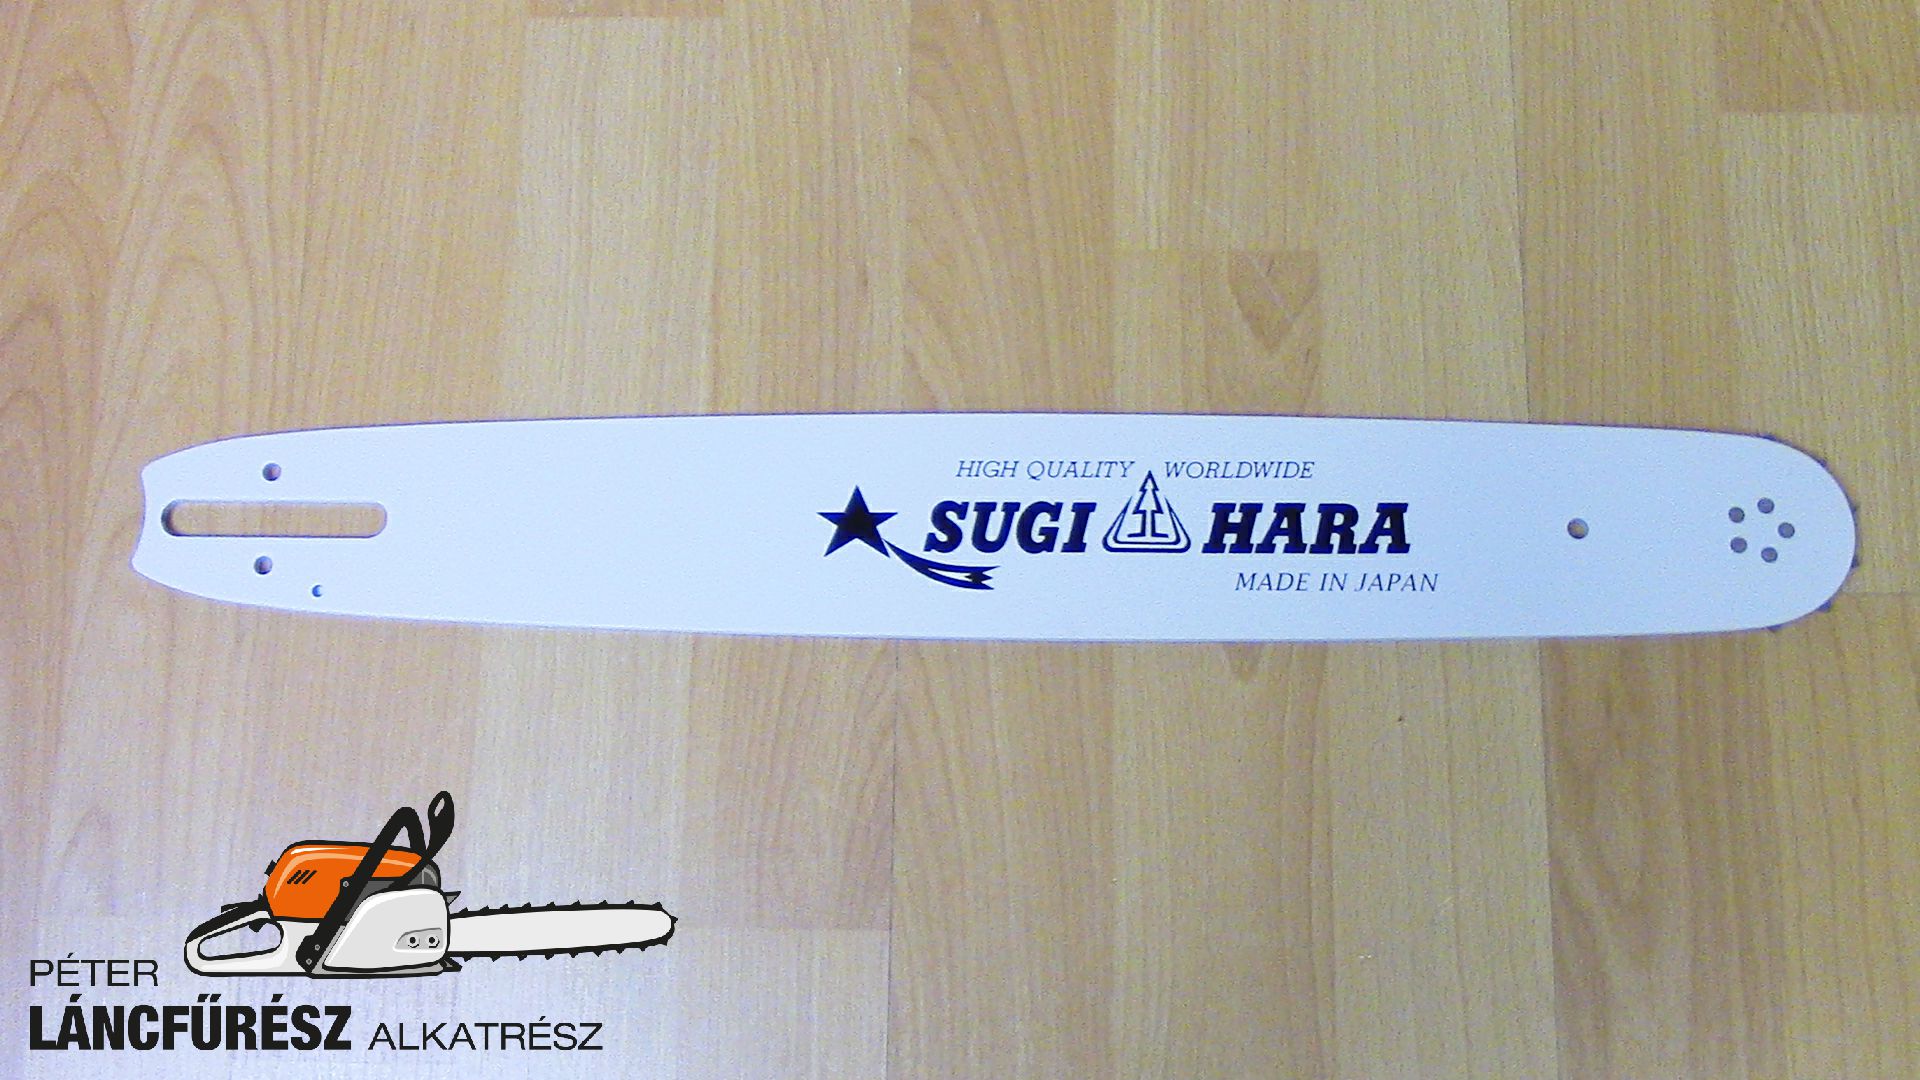 HIGH QUALITY WORLDWIDE
SUGI HARA
MADE IN JAPAN
PÉTER
LÁNCFŰRÉSZ ALKATRÉSZ